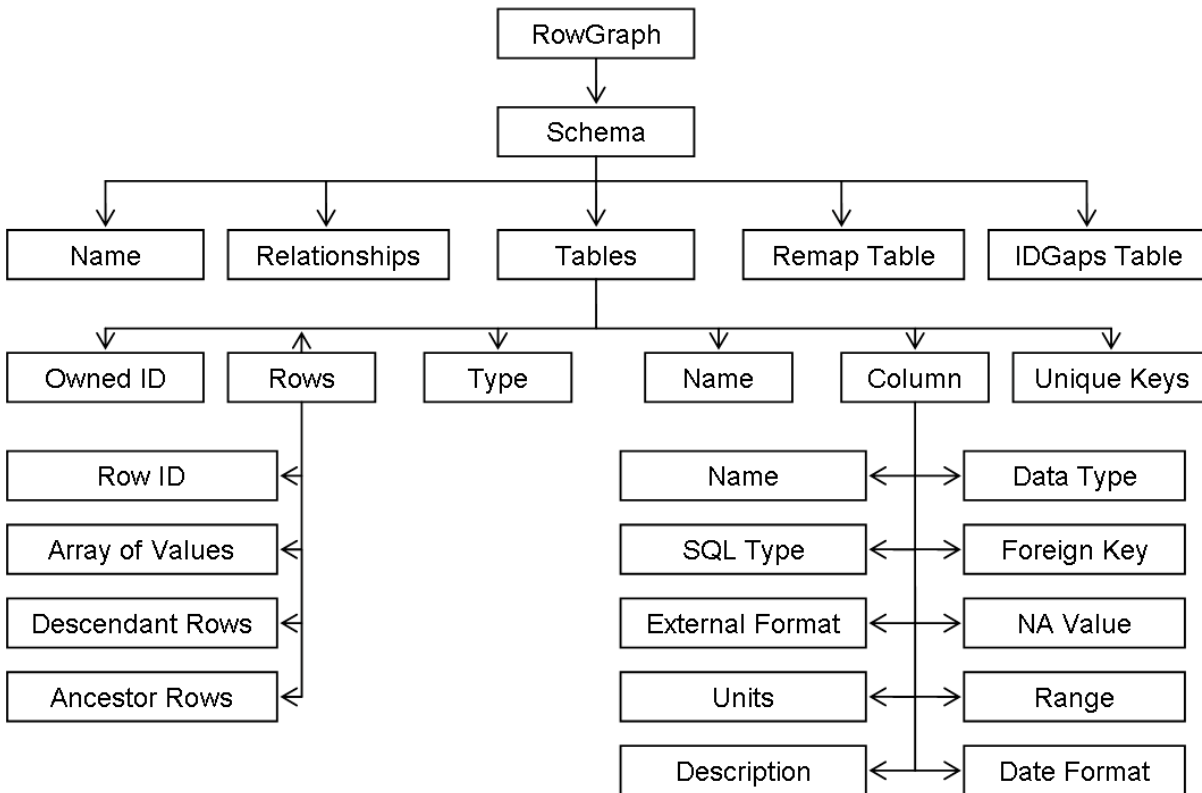 RowGraph
Schema
Name
Relationships
Tables
Remap Table
IDGaps Table
Owned ID
Rows
Type
Name
Column
Unique Keys
Row ID
Array of Values
Descendant Rows
Ancestor Rows
Name
Data Type
SQL Type
Foreign Key
External Format
NA Value
Units
Range
Description
Date Format